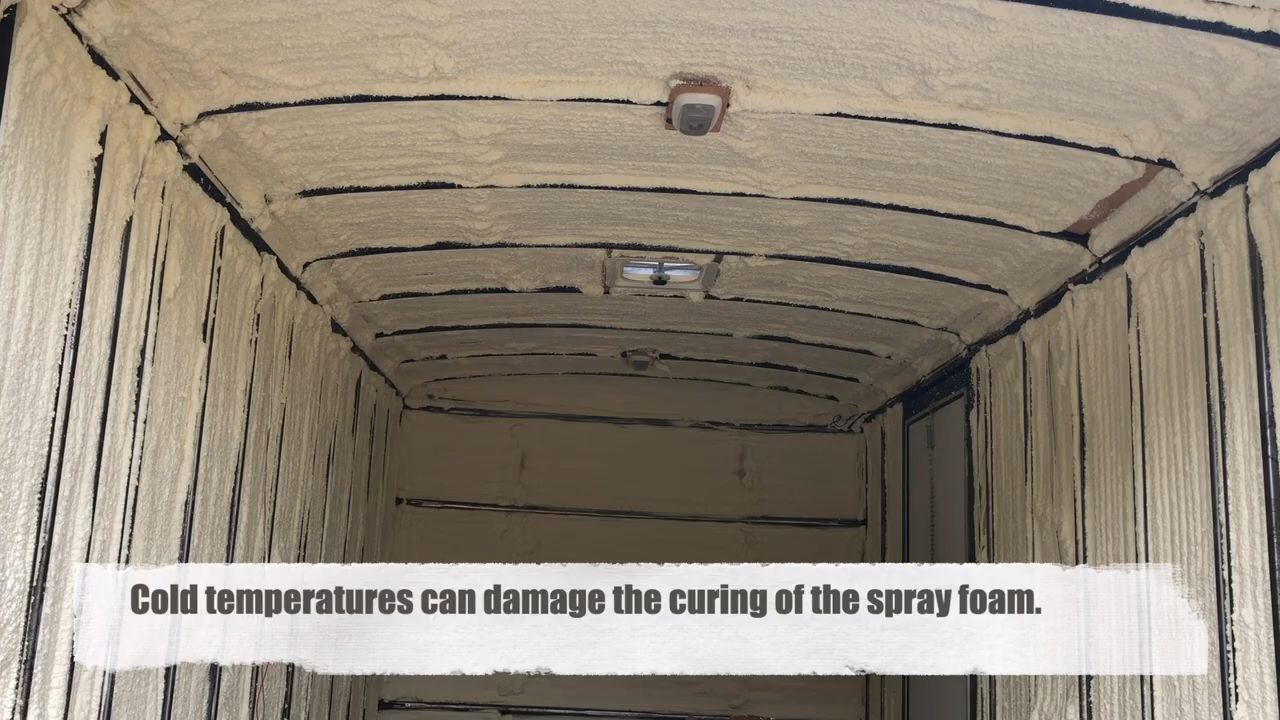 Cold temperatures can damage the curing of the spray foam.